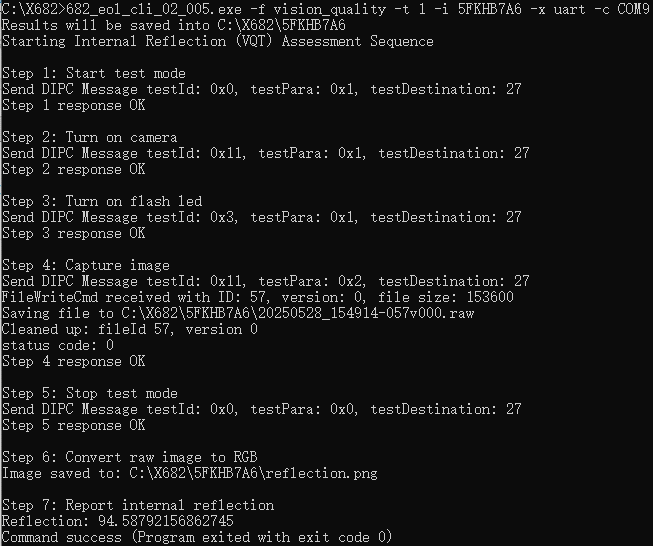 C:\X682>682_eol_cli_02_005.exe -f vision_quality -t 1 -i 5FKHB7A6 -x uart -c COM9
Results will be saved into C:\X682\5FKHB7A6
Starting Internal Reflection (VQT) Assessment Sequence
Step 1: Start test mode
Send DIPC Message testId: 0x0, testPara: 0x1, testDestination: 27
Step 1 response OK
Step 2: Turn on camera
Send DIPC Message testId: 0x11, testPara: 0x1, testDestination: 27
Step 2 response OK
Step 3: Turn on flash led
Send DIPC Message testId: 0x3, testPara: 0x1, testDestination: 27
Step 3 response OK
Step 4: Capture image
Send DIPC Message testId: 0x11, testPara: 0x2, testDestination: 27
FileWriteCmd received with ID: 57, version: 0, file size: 153600
Saving file to C:\X682\5FKHB7A6\20250528_154914-057v000.raw
Cleaned up: fileId 57, version 0
status code: 0
Step 4 response OK
Step 5: Stop test mode
Send DIPC Message testId: 0x0, testPara: 0x0, testDestination: 27
Step 5 response OK
Step 6: Convert raw image to RGB
Image saved to: C:\X682\5FKHB7A6\reflection.png
Step 7: Report internal reflection
Reflection: 94.58792156862745
Command success (Program exited with exit code 0)